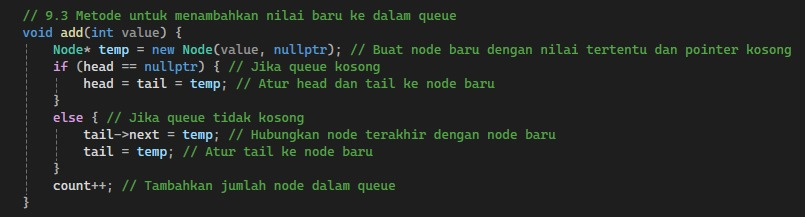 // 9.3 Metode untuk menambahkan nilai baru ke dalam queue
void add(int value) {
    Node* temp = new Node(value, nullptr); // Buat node baru dengan nilai tertentu dan pointer kosong
    if (head == nullptr) { // Jika queue kosong
        head = tail = temp; // Atur head dan tail ke node baru
    }
    else { // Jika queue tidak kosong
        tail->next = temp; // Hubungkan node terakhir dengan node baru
        tail = temp; // Atur tail ke node baru
    }
    count++; // Tambahkan jumlah node dalam queue
}